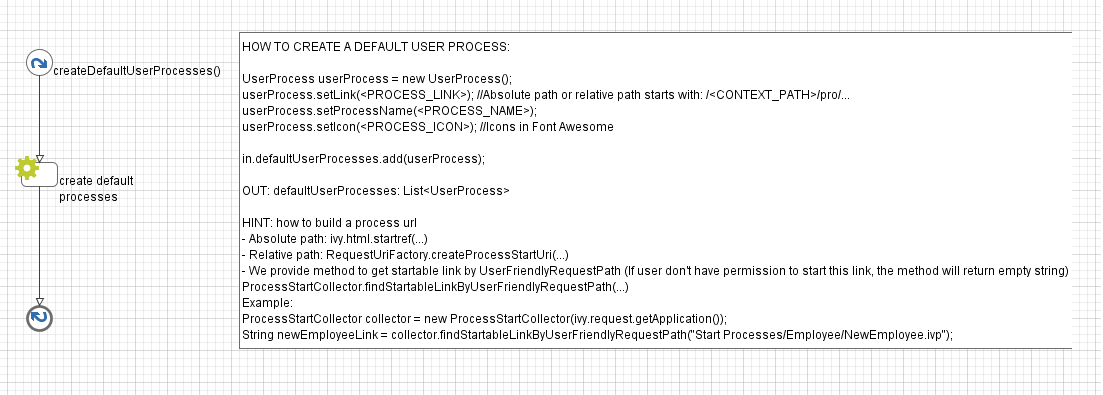 createDefaultUserProcesses()
create default
processes
HOW TO CREATE A DEFAULT USER PROCESS:
UserProcess userProcess = new UserProcess();
userProcess.setLink(<PROCESS_LINK>); //Absolute path or relative path starts with: /<CONTEXT_PATH>/pro/...
userProcess.setProcessName(<PROCESS_NAME>);
userProcess.setIcon(<PROCESS_ICON>); //Icons in Font Awesome
in.defaultUserProcesses.add(userProcess);
OUT: defaultUserProcesses: List<UserProcess>
HINT: how to build a process url
- Absolute path: ivy.html.startref(...)
- Relative path: RequestUriFactory.createProcessStartUri(...)
- We provide method to get startable link by UserFriendlyRequestPath (If user don't have permission to start this link, the method will return empty string)
ProcessStartCollector.findStartableLinkByUserFriendlyRequestPath(...)
Example:
ProcessStartCollector collector = new ProcessStartCollector(ivy.request.getApplication());
String newEmployeeLink = collector.findStartableLinkByUserFriendlyRequestPath("Start Processes/Employee/NewEmployee.ivp");